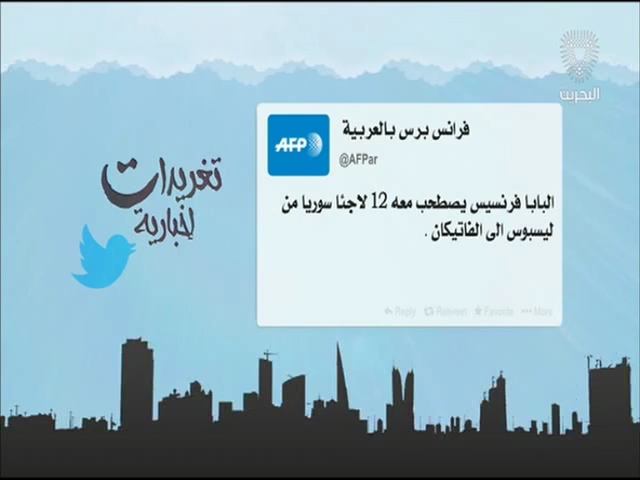 البحرين
فرانس برس بالعربية
AFP
@AFPar
تغريدات
إخبارية
البابا فرنسيس يصطحب معه 12 لاجئا سوريا من
ليسبوس الى الفاتيكان .
Reply Retweet Favorite More